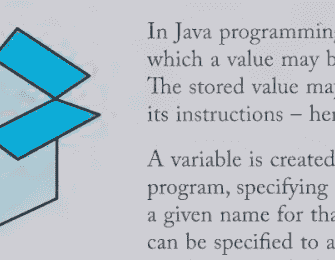 In Java programming
which a value may b
The stored value may
its instructions – her
A variable is created
program, specifying
a given name for tha
can be specified to a